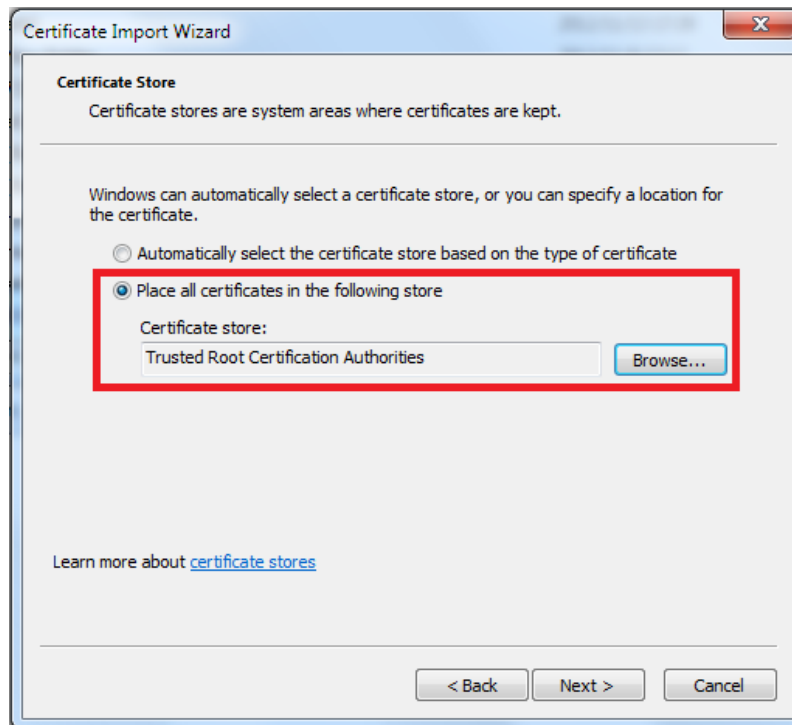 Certificate Import Wizard
Certificate Store
Certificate stores are system areas where certificates are kept.
Windows can automatically select a certificate store, or you can specify a location for
the certificate.
Automatically select the certificate store based on the type of certificate
Place all certificates in the following store
Certificate store:
Trusted Root Certification Authorities
Browse...
Learn more about certificate stores
< Back
Next >
Cancel